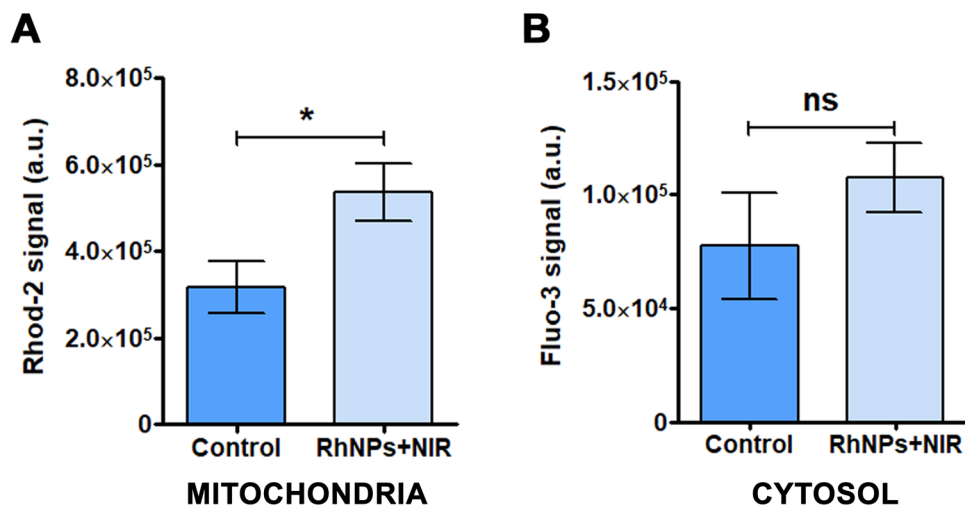 A
Rhod-2 signal (a.u.)
8.0×10⁵
6.0×10⁵
4.0×10⁵
2.0×10⁵
0
*
Control
RhNPs+NIR
MITOCHONDRIA
B
Fluo-3 signal (a.u.)
1.5×10⁵
1.0×10⁵
5.0×10⁴
0
ns
Control
RhNPs+NIR
CYTOSOL